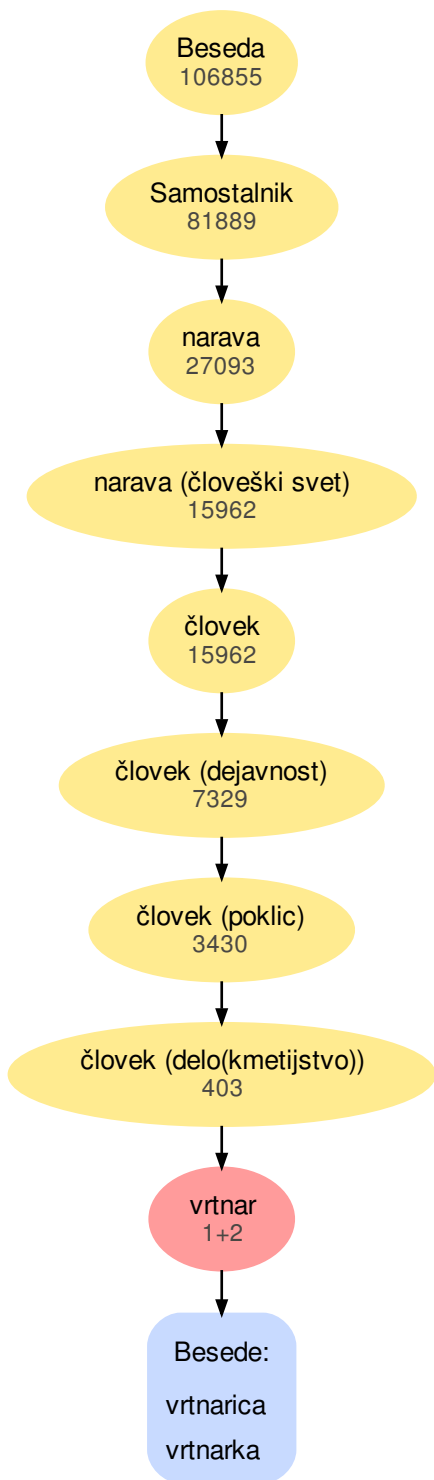 Beseda
106855
Samostalnik
81889
narava
27093
narava (človeški svet)
15962
človek
15962
človek (dejavnost)
7329
človek (poklic)
3430
človek (delo(kmetijstvo))
403
vrtnar
1+2
Besede:
vrtnarica
vrtnarka